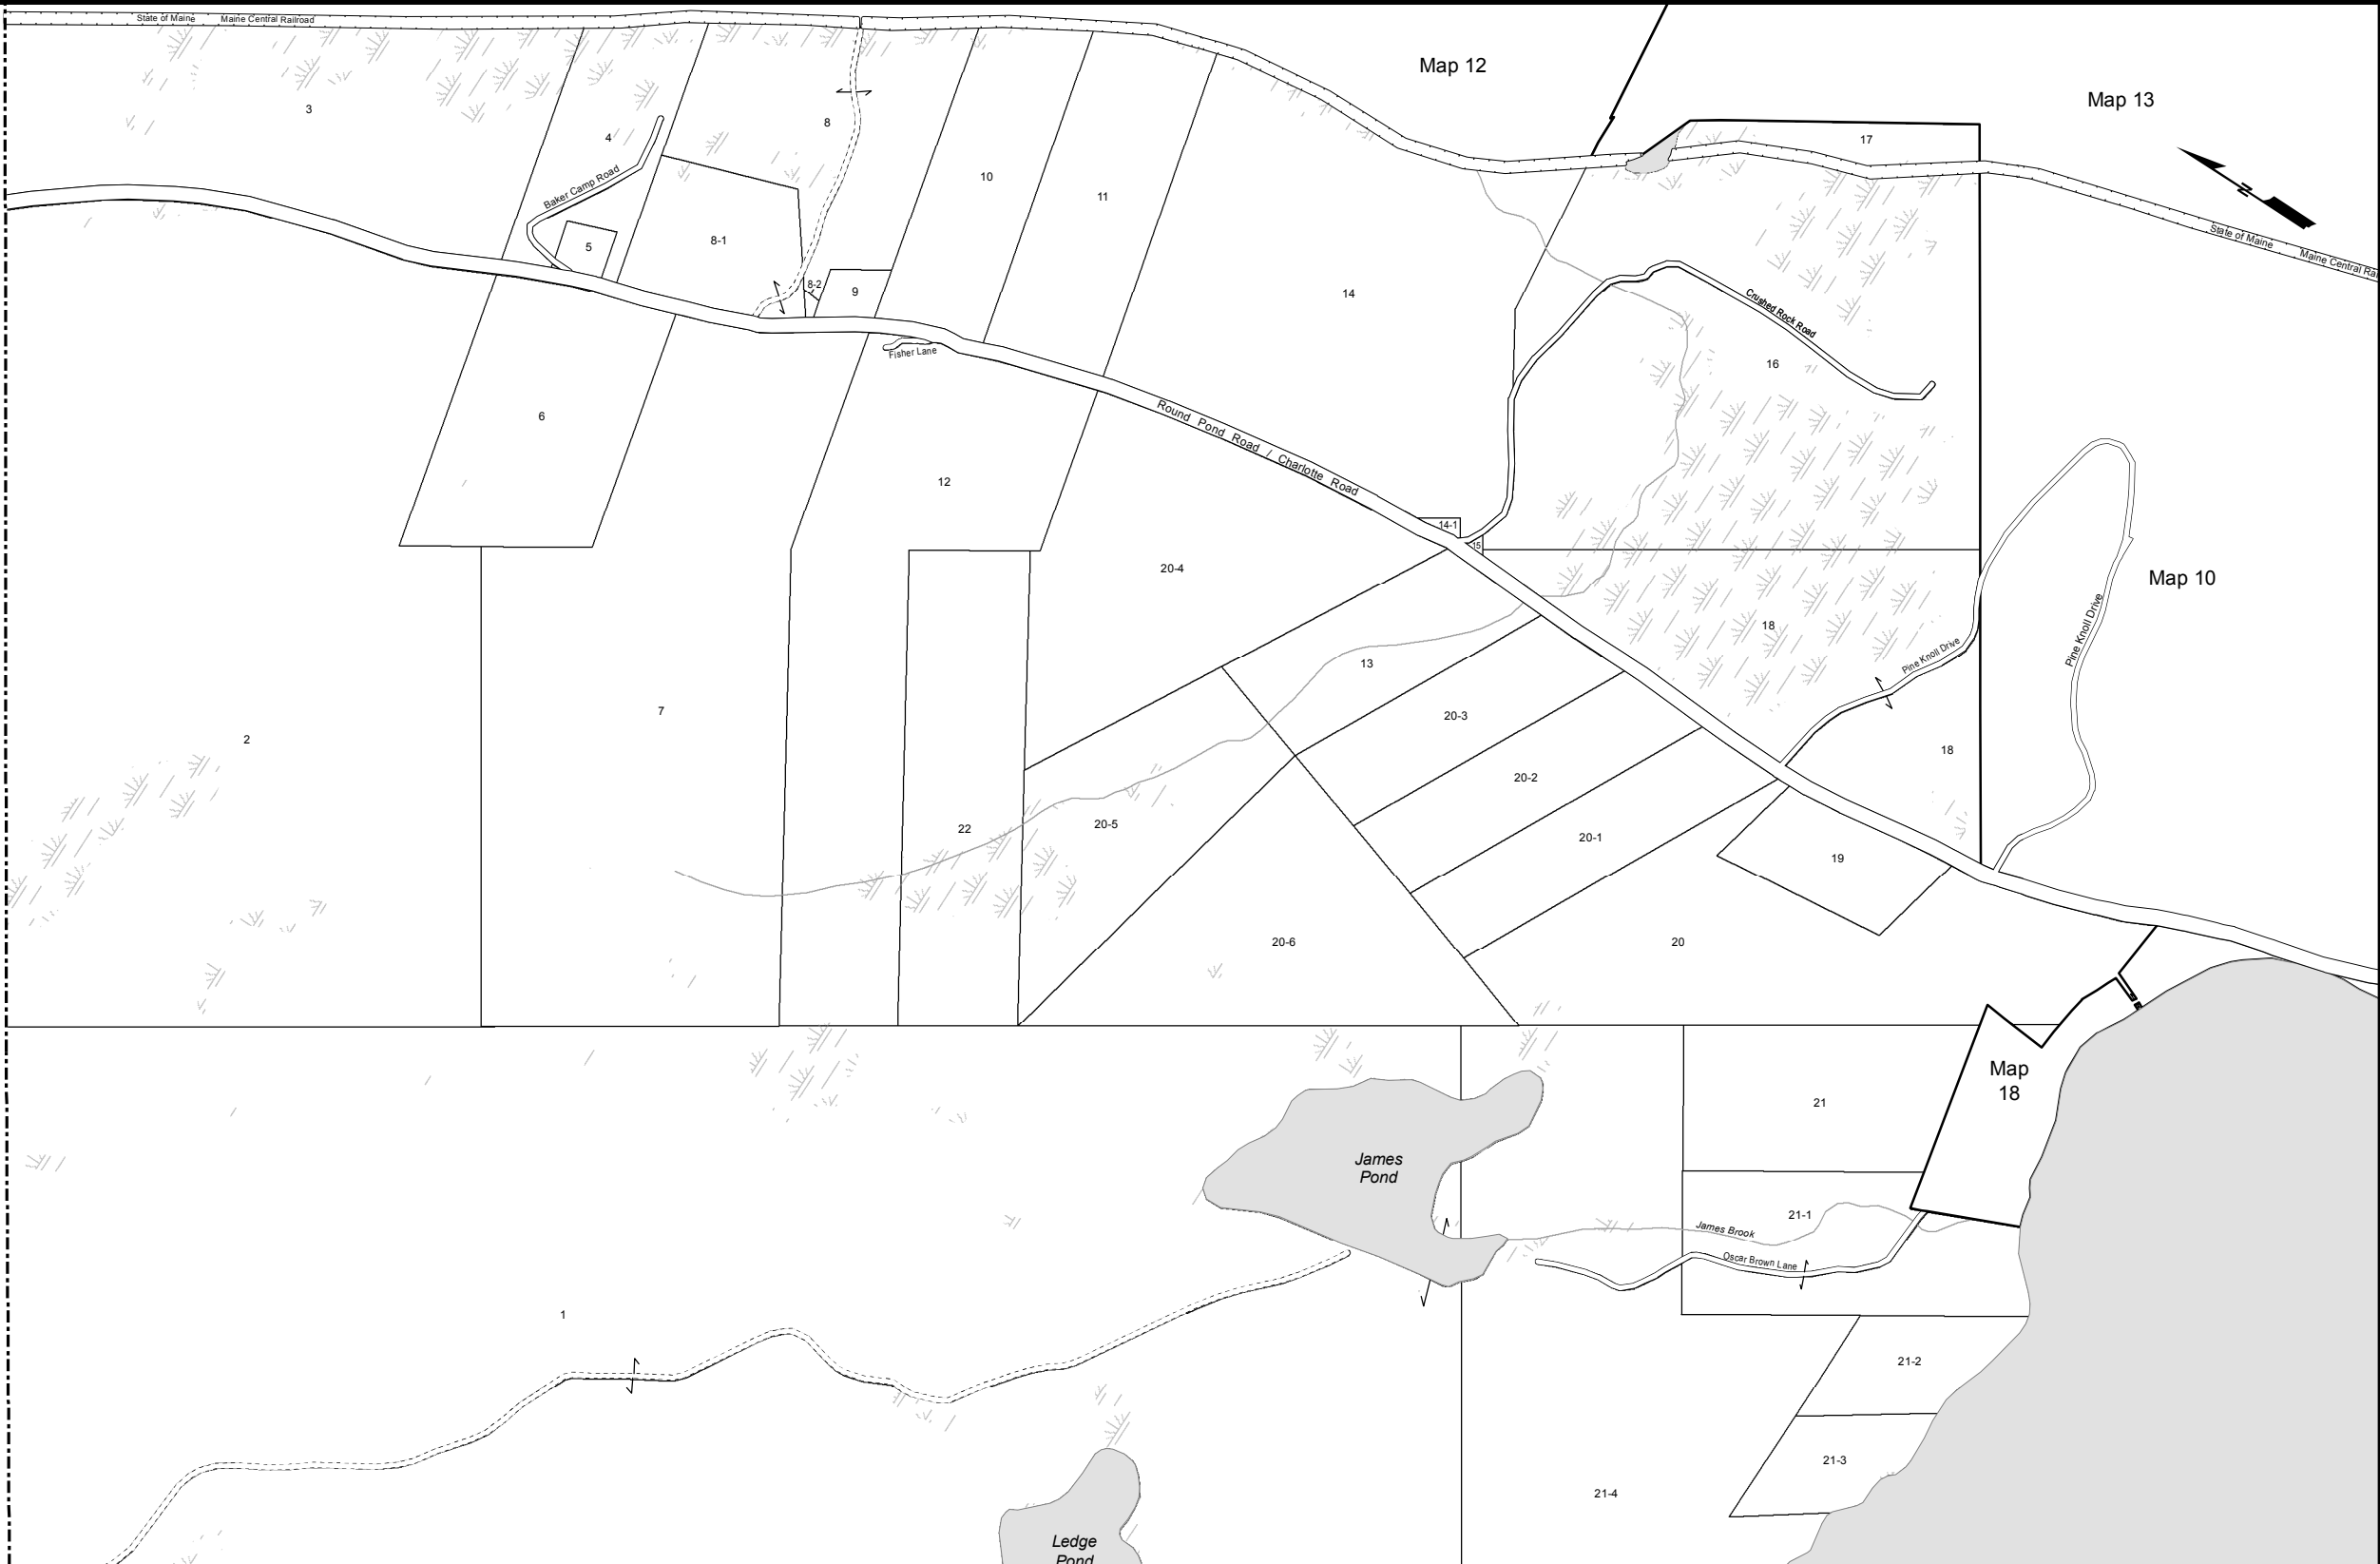 State of Maine Maine Central Railroad
Map 12
Map 13
3
4
8
17
Baker Camp Road
10
11
5
8-1
State of Maine
Maine Central Rai
8-2
9
14
Crushed Rock Road
Fisher Lane
16
6
Round Pond Road / Charlotte Road
12
14-1
15
20-4
Map 10
18
Pine Knoll Drive
Pine Knoll Drive
13
7
20-3
2
18
20-2
22
20-5
20-1
19
20-6
20
Map
18
21
James
Pond
21-1
James Brook
Oscar Brown Lane
1
21-2
21-3
21-4
Ledge
Pond